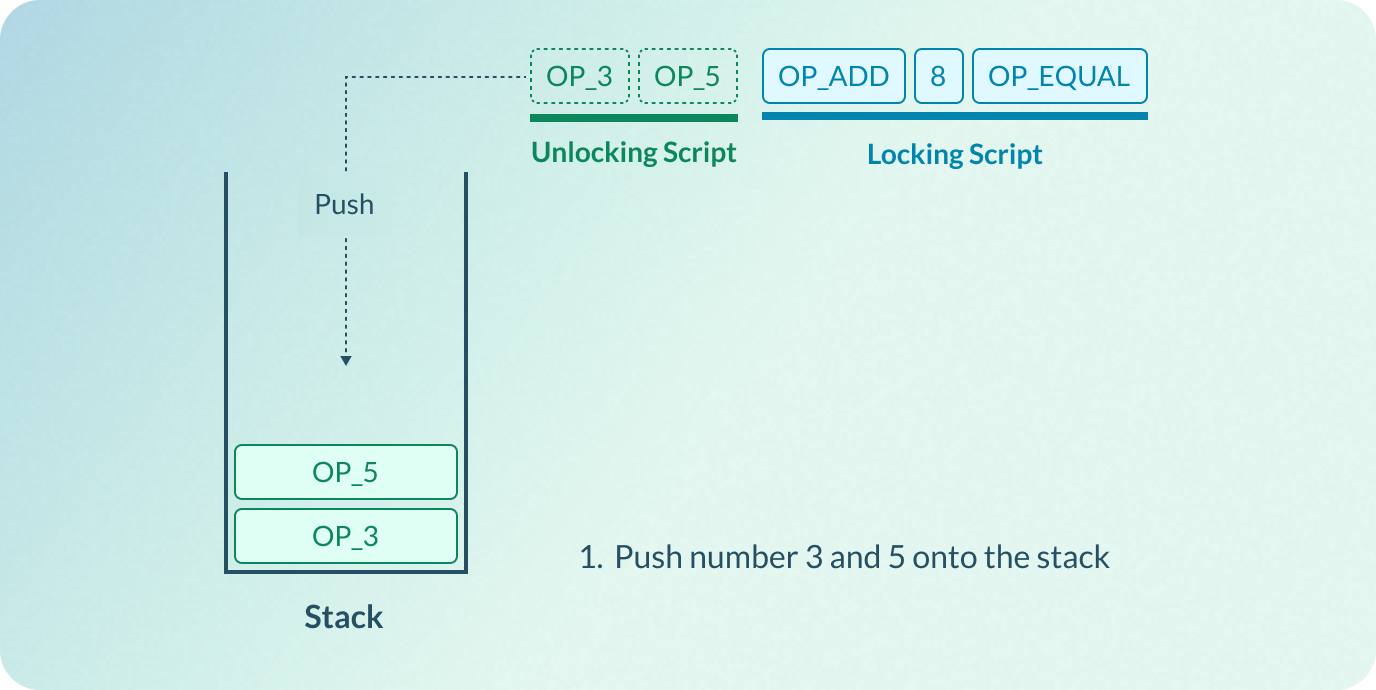 OP_3 OP_5 OP_ADD 8 OP_EQUAL
Unlocking Script Locking Script
Push
OP_5
OP_3
1. Push number 3 and 5 onto the stack
Stack